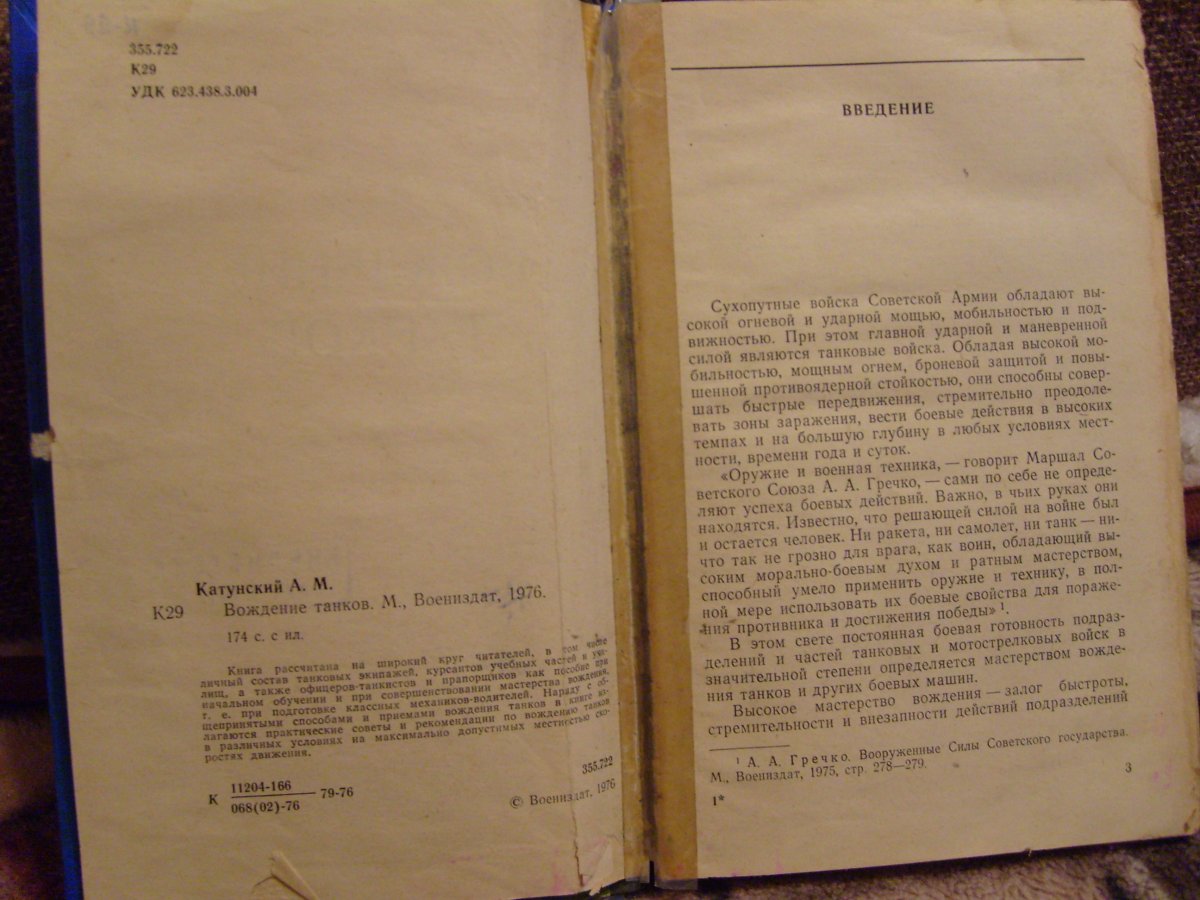 355.722
К29
УДК 623.438.3.004
Катунский А. М.
К29 Вождение танков. М., Воениздат, 1976.
174 с. с ил.
Книга рассчитана на широкий круг читателей, в том числе
личный состав танковых экипажей, курсантов учебных частей и учи-
лищ, а также офицеров-танкистов и прапорщиков как пособие при
начальном обучении и при совершенствовании мастерства вождения,
т. е. при подготовке классных механиков-водителей. Наряду с об-
щепринятыми способами и приемами вождения танков в книге из-
лагаются практические советы и рекомендации по вождению танков
в различных условиях на максимально допустимых местностью ско-
ростях движения.
К 11204-166
068(02)-76
79-76
355.722
© Воениздат, 1976
ВВЕДЕНИЕ
Сухопутные войска Советской Армии обладают вы-
сокой огневой и ударной мощью, мобильностью и под-
вижностью. При этом главной ударной и маневренной
силой являются танковые войска. Обладая высокой мо-
бильностью, мощным огнем, броневой защитой и повы-
шенной противоядерной стойкостью, они способны совер-
шать быстрые передвижения, стремительно преодоле-
вать зоны заражения, вести боевые действия в высоких
темпах и на большую глубину в любых условиях мест-
ности, времени года и суток.
«Оружие и военная техника, — говорит Маршал Со-
ветского Союза А. А. Гречко, — сами по себе не опреде-
ляют успеха боевых действий. Важно, в чьих руках они
находятся. Известно, что решающей силой на войне был
и остается человек. Ни ракета, ни самолет, ни танк — ни-
что так не грозно для врага, как воин, обладающий вы-
соким морально-боевым духом и ратным мастерством,
способный умело применить оружие и технику, в пол-
ной мере использовать их боевые свойства для пораже-
ния противника и достижения победы» ¹.
В этом свете постоянная боевая готовность подраз-
делений и частей танковых и мотострелковых войск в
значительной степени определяется мастерством вожде-
ния танков и других боевых машин.
Высокое мастерство вождения — залог быстроты,
стремительности и внезапности действий подразделений
¹ А. А. Гречко. Вооруженные Силы Советского государства.
М., Воениздат, 1975, стр. 278—279.
1*
3